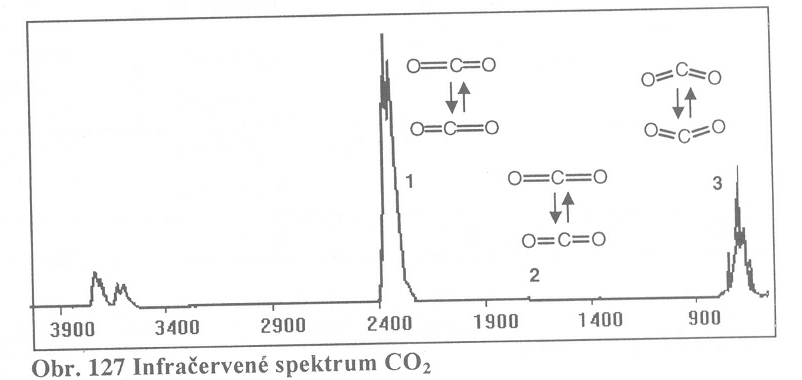 O=C=O
O=C=O
1
O=C=O
O=C=O
2
O=C=O
O=C=O
3
3900 3400 2900 2400 1900 1400 900
Obr. 127 Infračervené spektrum CO₂